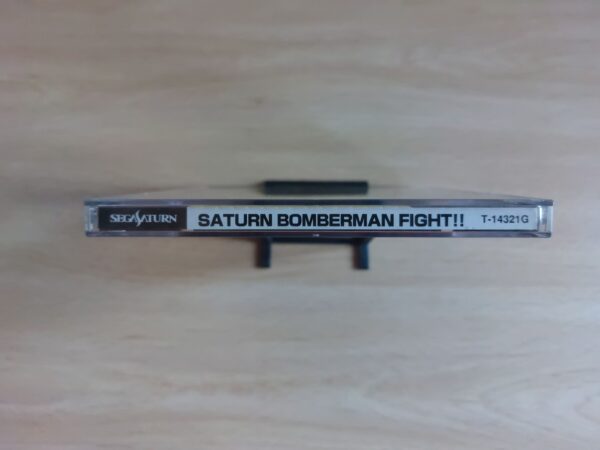 SEGA SATURN SATURN BOMBERMAN FIGHT!! T-14321G